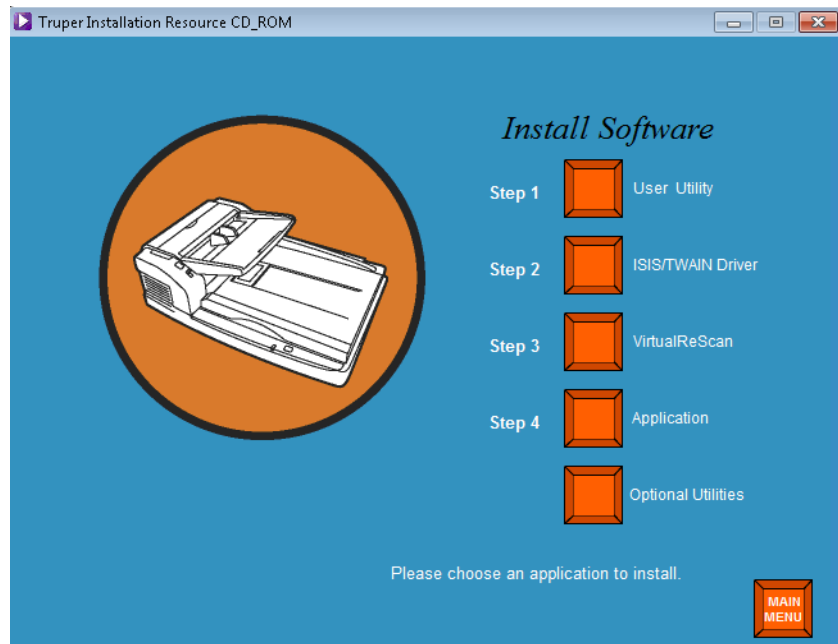 Truper Installation Resource CD_ROM
Install Software
Step 1 User Utility
Step 2 ISIS/TWAIN Driver
Step 3 VirtualReScan
Step 4 Application
Optional Utilities
Please choose an application to install.
MAIN
MENU